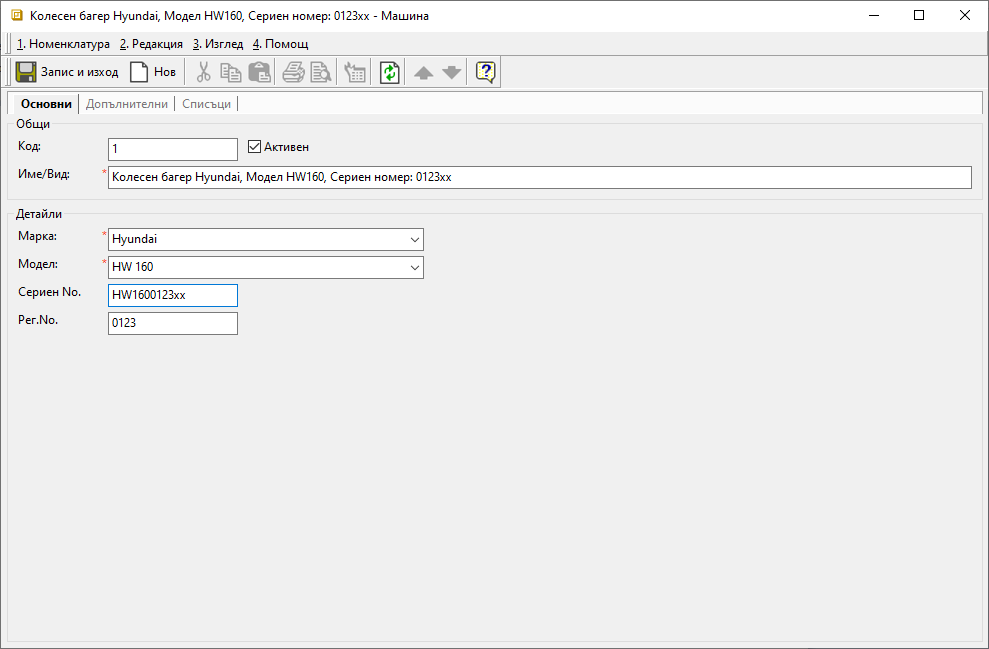 Колесен багер Hyundai, Модел HW160, Сериен номер: 0123xx - Машина
1. Номенклатура 2. Редакция 3. Изглед 4. Помощ
Запис и изход Нов
Основни Допълнителни Списъци
Общи
Код: 1 Активен
Име/Вид: * Колесен багер Hyundai, Модел HW160, Сериен номер: 0123xx
Детайли
Марка: * Hyundai
Модел: * HW 160
Сериен No. HW1600123xx
Рег.No. 0123